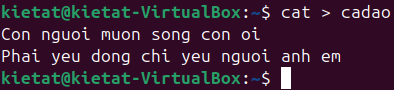 kietat@kietat-VirtualBox:~$ cat > cadao
Con nguoi muon song con oi
Phai yeu dong chi yeu nguoi anh em
kietat@kietat-VirtualBox:~$